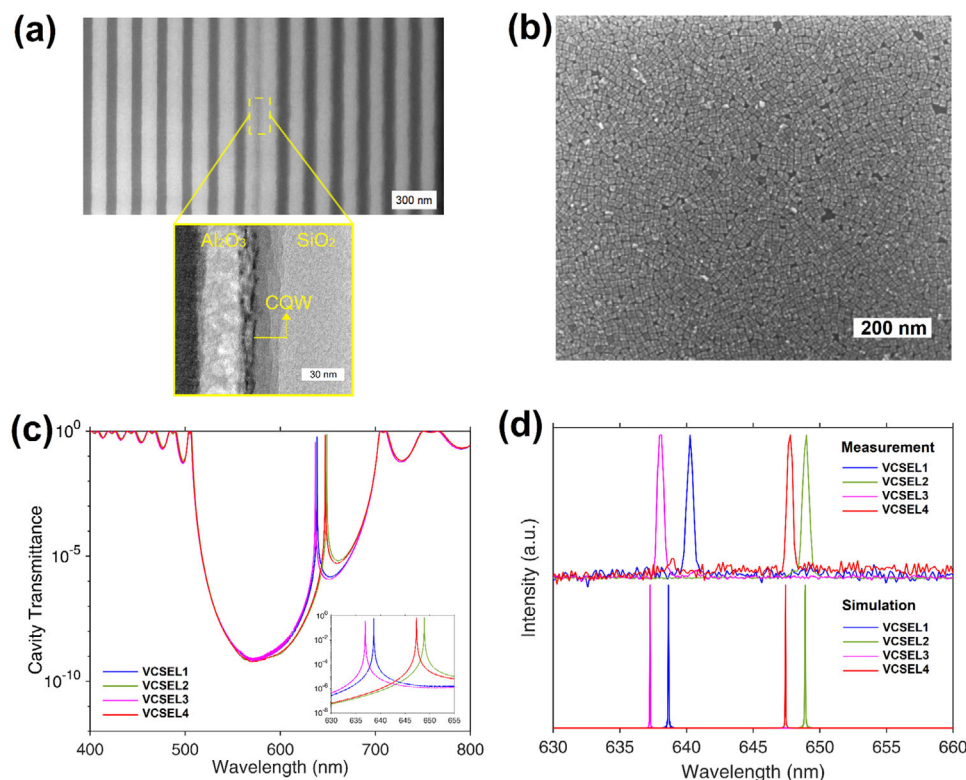 (a)
300 nm
Al₂O₃ SiO₂
CQW
30 nm
(b)
200 nm
(c)
Cavity Transmittance
10⁰
10⁻⁵
10⁻¹⁰
VCSEL1
VCSEL2
VCSEL3
VCSEL4
10⁰
10⁻²
10⁻⁴
10⁻⁶
10⁻⁸
630 635 640 645 650 655
400 500 600 700 800
Wavelength (nm)
(d)
Intensity (a.u.)
Measurement
VCSEL1
VCSEL2
VCSEL3
VCSEL4
Simulation
VCSEL1
VCSEL2
VCSEL3
VCSEL4
630 635 640 645 650 655 660
Wavelength (nm)